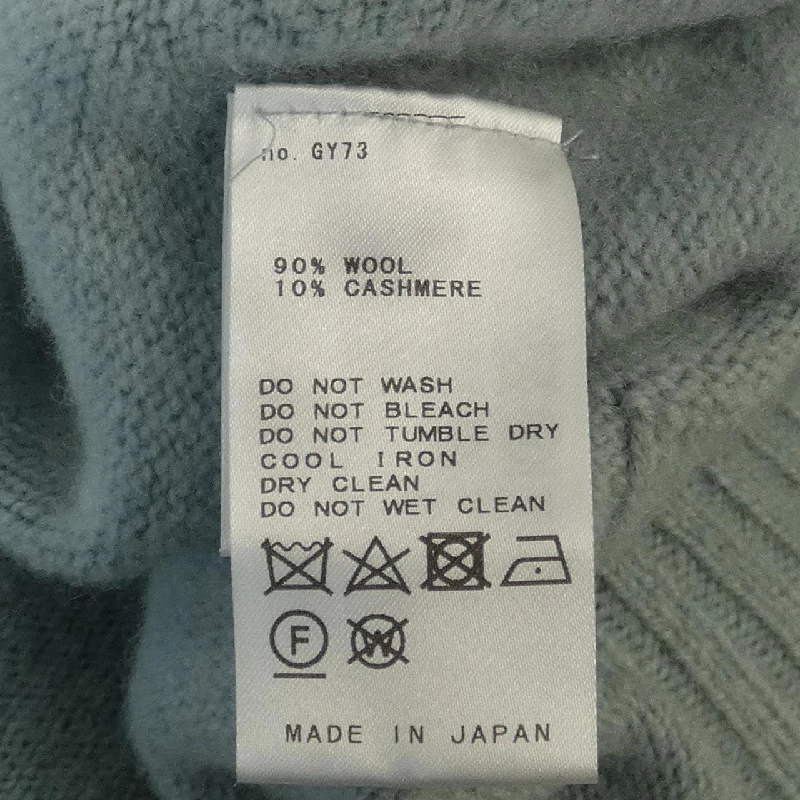 no. GY73
90% WOOL
10% CASHMERE
DO NOT WASH
DO NOT BLEACH
DO NOT TUMBLE DRY
COOL IRON
DRY CLEAN
DO NOT WET CLEAN
F W
MADE IN JAPAN